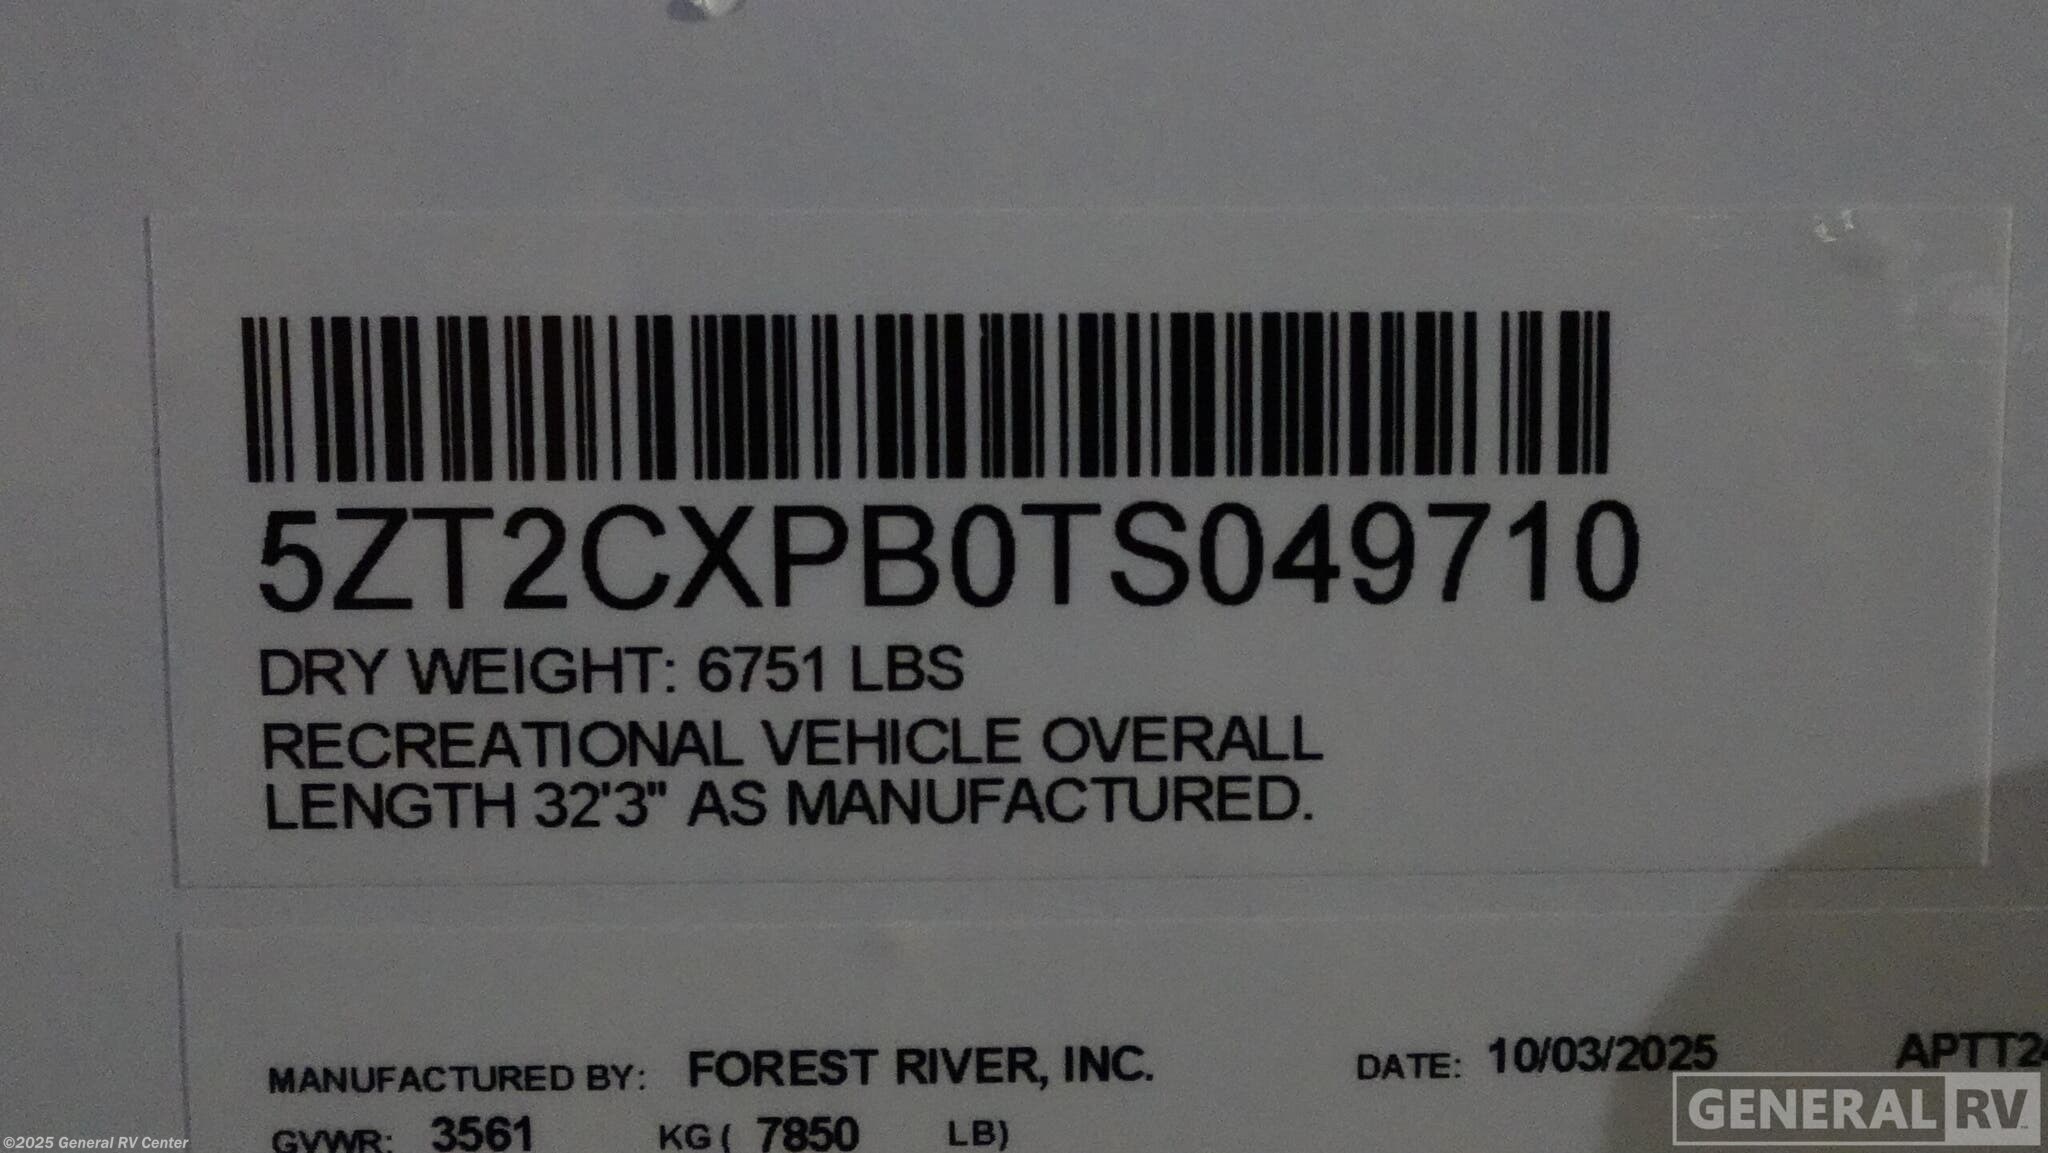 5ZT2CXPB0TS049710
DRY WEIGHT: 6751 LBS
RECREATIONAL VEHICLE OVERALL
LENGTH 32'3" AS MANUFACTURED.
MANUFACTURED BY: FOREST RIVER, INC. DATE: 10/03/2025 APTT24
GVWR: 3561 KG ( 7850 LB)
GENERAL RV
©2025 General RV Center